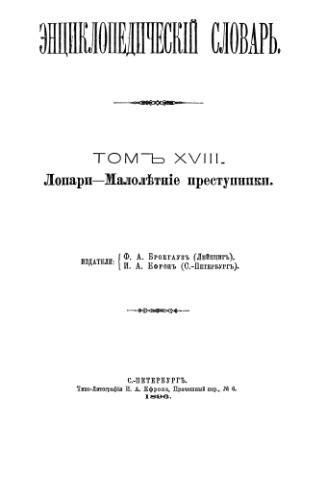 ЭНЦИКЛОПЕДИЧЕСКІЙ СЛОВАРЬ.
ТОМЪ XVIII.
Лопари—Малолѣтніе преступники.
ИЗДАТЕЛИ: { Ф. А. Брокгаузъ (Лейпцигъ).
И. А. Ефронъ (С.-Петербургъ).
С.-ПЕТЕРБУРГЪ.
Типо-Литографія И. А. Ефрона, Прачешный пер., № 6.
1896.